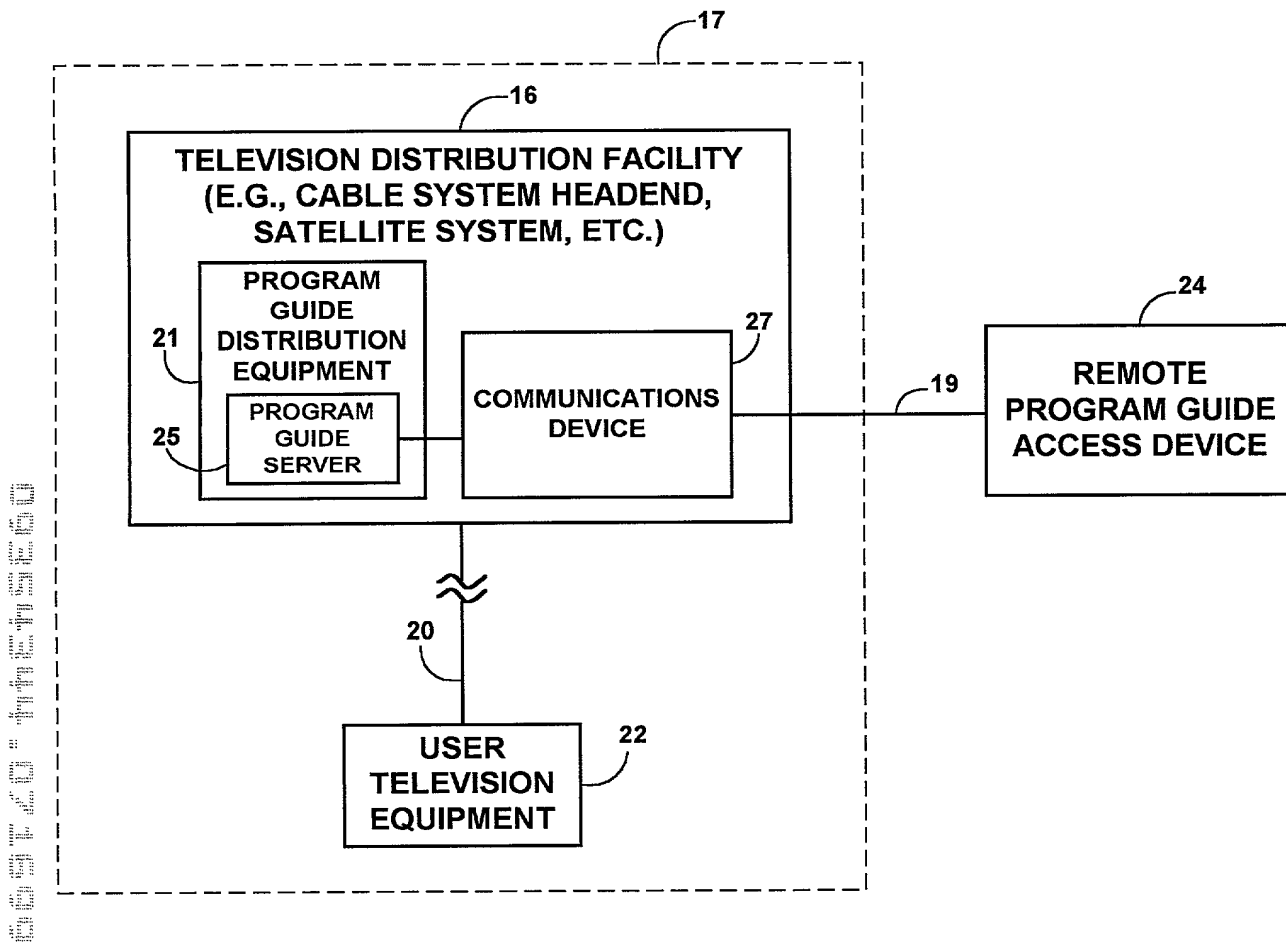 17
16
TELEVISION DISTRIBUTION FACILITY
(E.G., CABLE SYSTEM HEADEND,
SATELLITE SYSTEM, ETC.)
PROGRAM
GUIDE
DISTRIBUTION
EQUIPMENT
21
PROGRAM
GUIDE
SERVER
25
27
COMMUNICATIONS
DEVICE
19
24
REMOTE
PROGRAM GUIDE
ACCESS DEVICE
20
22
USER
TELEVISION
EQUIPMENT